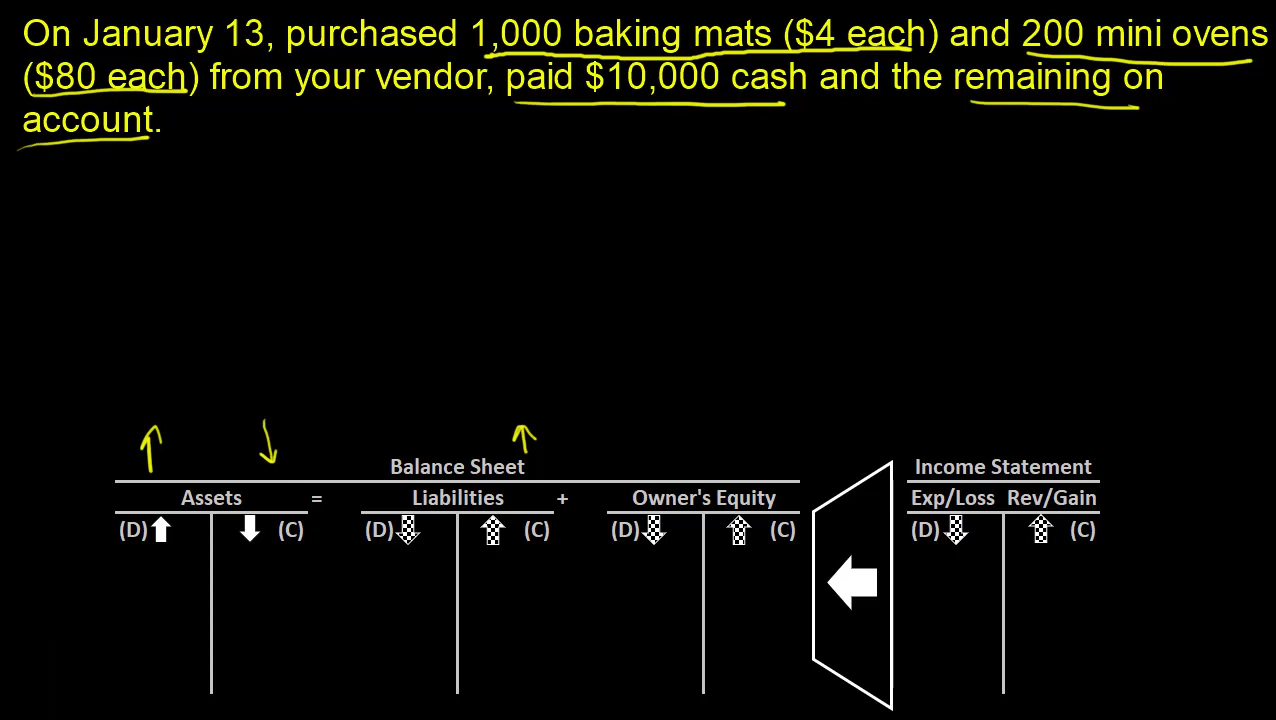 On January 13, purchased 1,000 baking mats ($4 each) and 200 mini ovens
($80 each) from your vendor, paid $10,000 cash and the remaining on
account.
Balance Sheet
Income Statement
Assets = Liabilities + Owner's Equity
Exp/Loss Rev/Gain
(D) (C) (D) (C) (D) (C)
(D) (C)